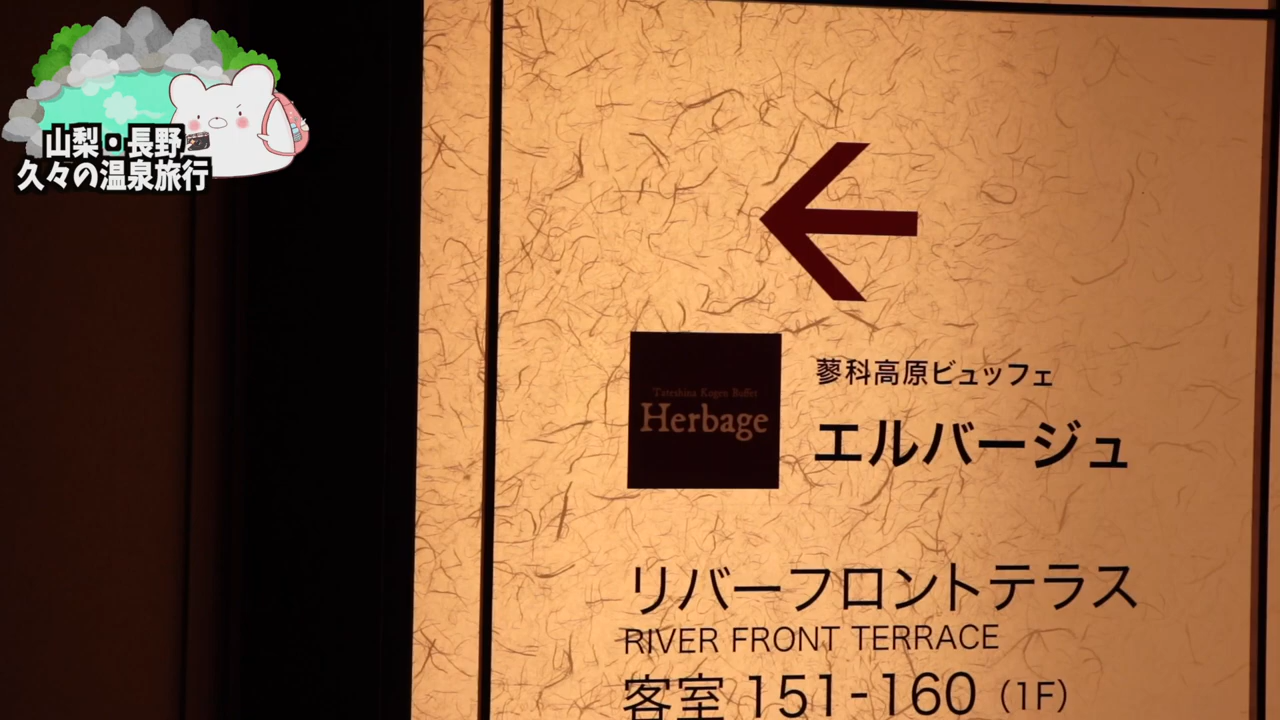 山梨・長野
久々の温泉旅行
Tateshina Kogen Buffet
Herbage
蓼科高原ビュッフェ
エルバージュ
リバーフロントテラス
RIVER FRONT TERRACE
客室 151-160 (1F)